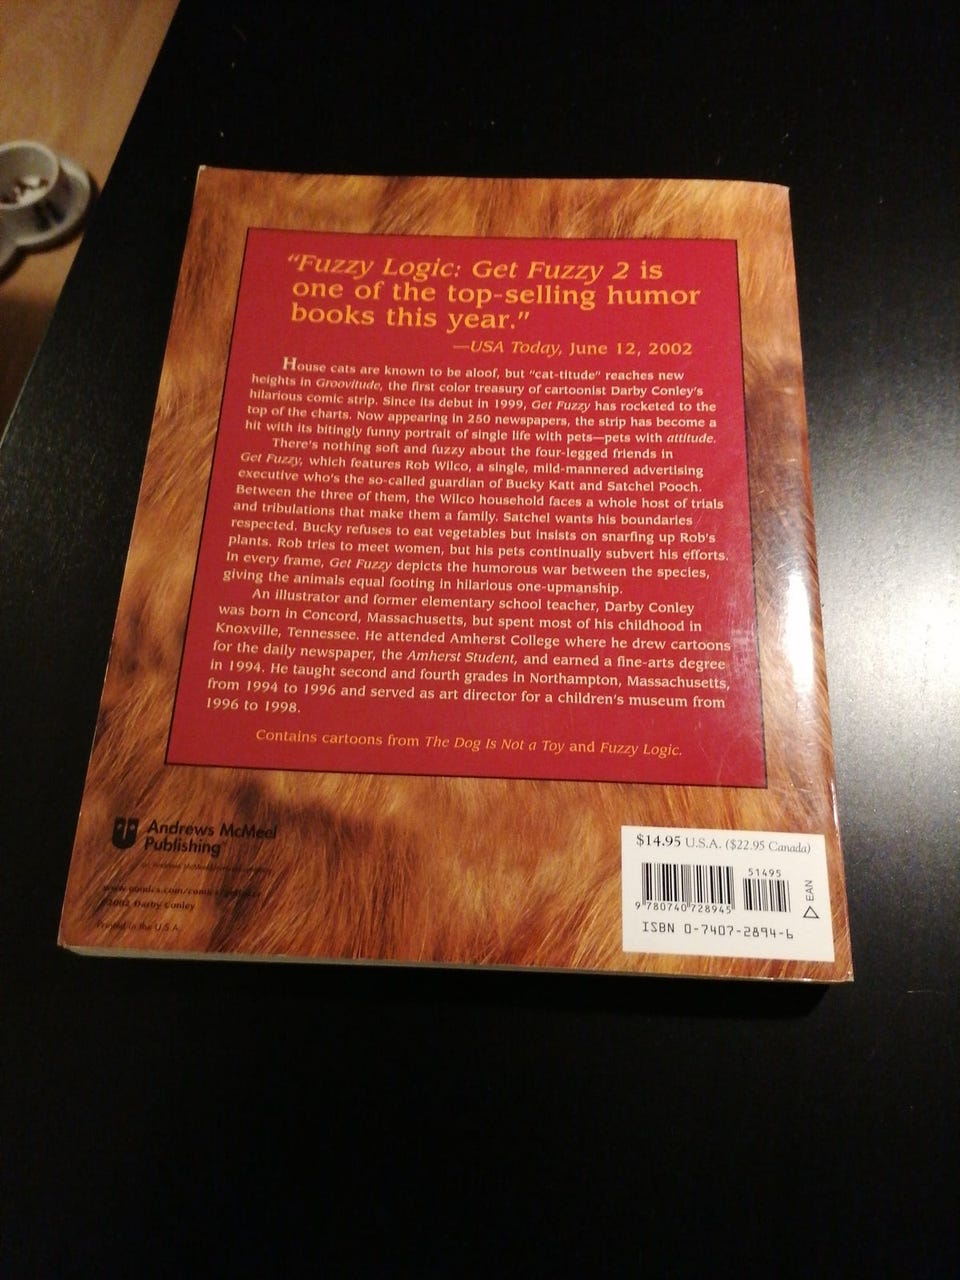 “Fuzzy Logic: Get Fuzzy 2 is
one of the top-selling humor
books this year.”
—USA Today, June 12, 2002
House cats are known to be aloof, but “cat-titude” reaches new
heights in Groovitude, the first color treasury of cartoonist Darby Conley’s
hilarious comic strip. Since its debut in 1999, Get Fuzzy has rocketed to the
top of the charts. Now appearing in 250 newspapers, the strip has become a
hit with its bitingly funny portrait of single life with pets—pets with attitude.
There’s nothing soft and fuzzy about the four-legged friends in
Get Fuzzy, which features Rob Wilco, a single, mild-mannered advertising
executive who’s the so-called guardian of Bucky Katt and Satchel Pooch.
Between the three of them, the Wilco household faces a whole host of trials
and tribulations that make them a family. Satchel wants his boundaries
respected. Bucky refuses to eat vegetables but insists on snarfing up Rob’s
plants. Rob tries to meet women, but his pets continually subvert his efforts.
In every frame, Get Fuzzy depicts the humorous war between the species,
giving the animals equal footing in hilarious one-upmanship.
An illustrator and former elementary school teacher, Darby Conley
was born in Concord, Massachusetts, but spent most of his childhood in
Knoxville, Tennessee. He attended Amherst College where he drew cartoons
for the daily newspaper, the Amherst Student, and earned a fine-arts degree
in 1994. He taught second and fourth grades in Northampton, Massachusetts,
from 1994 to 1996 and served as art director for a children’s museum from
1996 to 1998.
Contains cartoons from The Dog Is Not a Toy and Fuzzy Logic.
Andrews McMeel
Publishing
©2002 Darby Conley
Printed in the U.S.A.
$14.95 U.S.A. ($22.95 Canada)
51495
9 780740 728945
EAN
ISBN 0-7407-2894-6